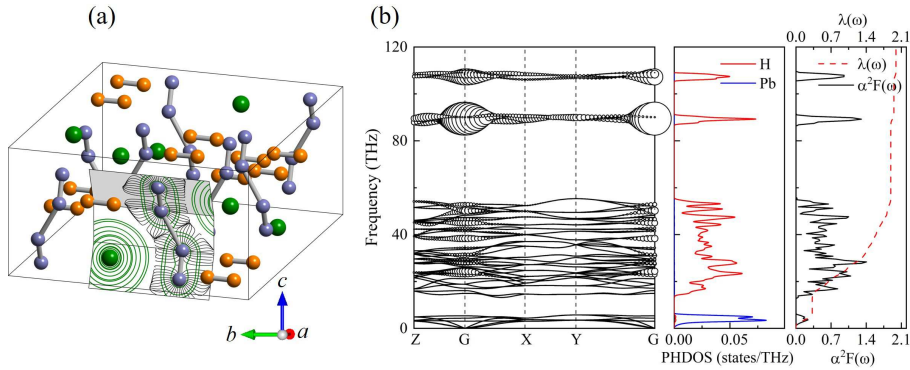 (a)
c
b
a
(b)
λ(ω)
0.0 0.7 1.4 2.1
120
80
40
0
Frequency (THz)
H
Pb
λ(ω)
α²F(ω)
Z G X Y G
0.00 0.05
PHDOS (states/THz)
0.0 0.7 1.4 2.1
α²F(ω)